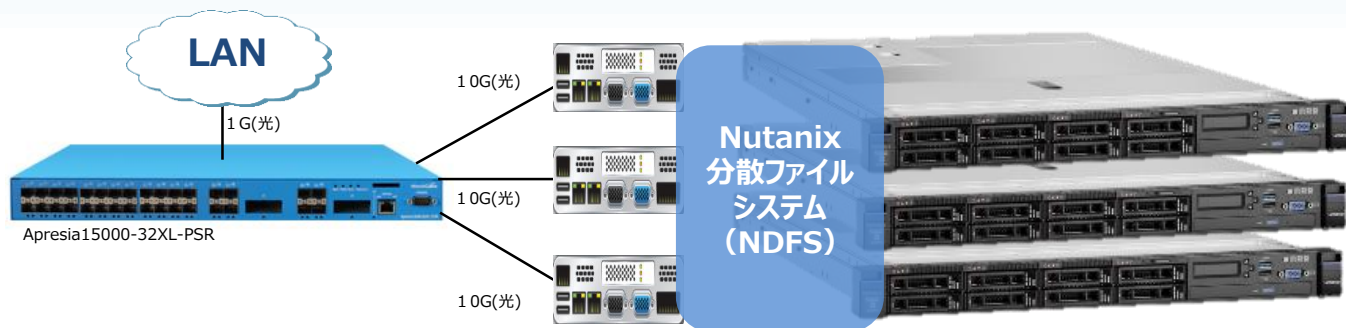 LAN
1G(光)
10G(光)
10G(光)
10G(光)
Apresia15000-32XL-PSR
Nutanix
分散ファイル
システム
(NDFS)